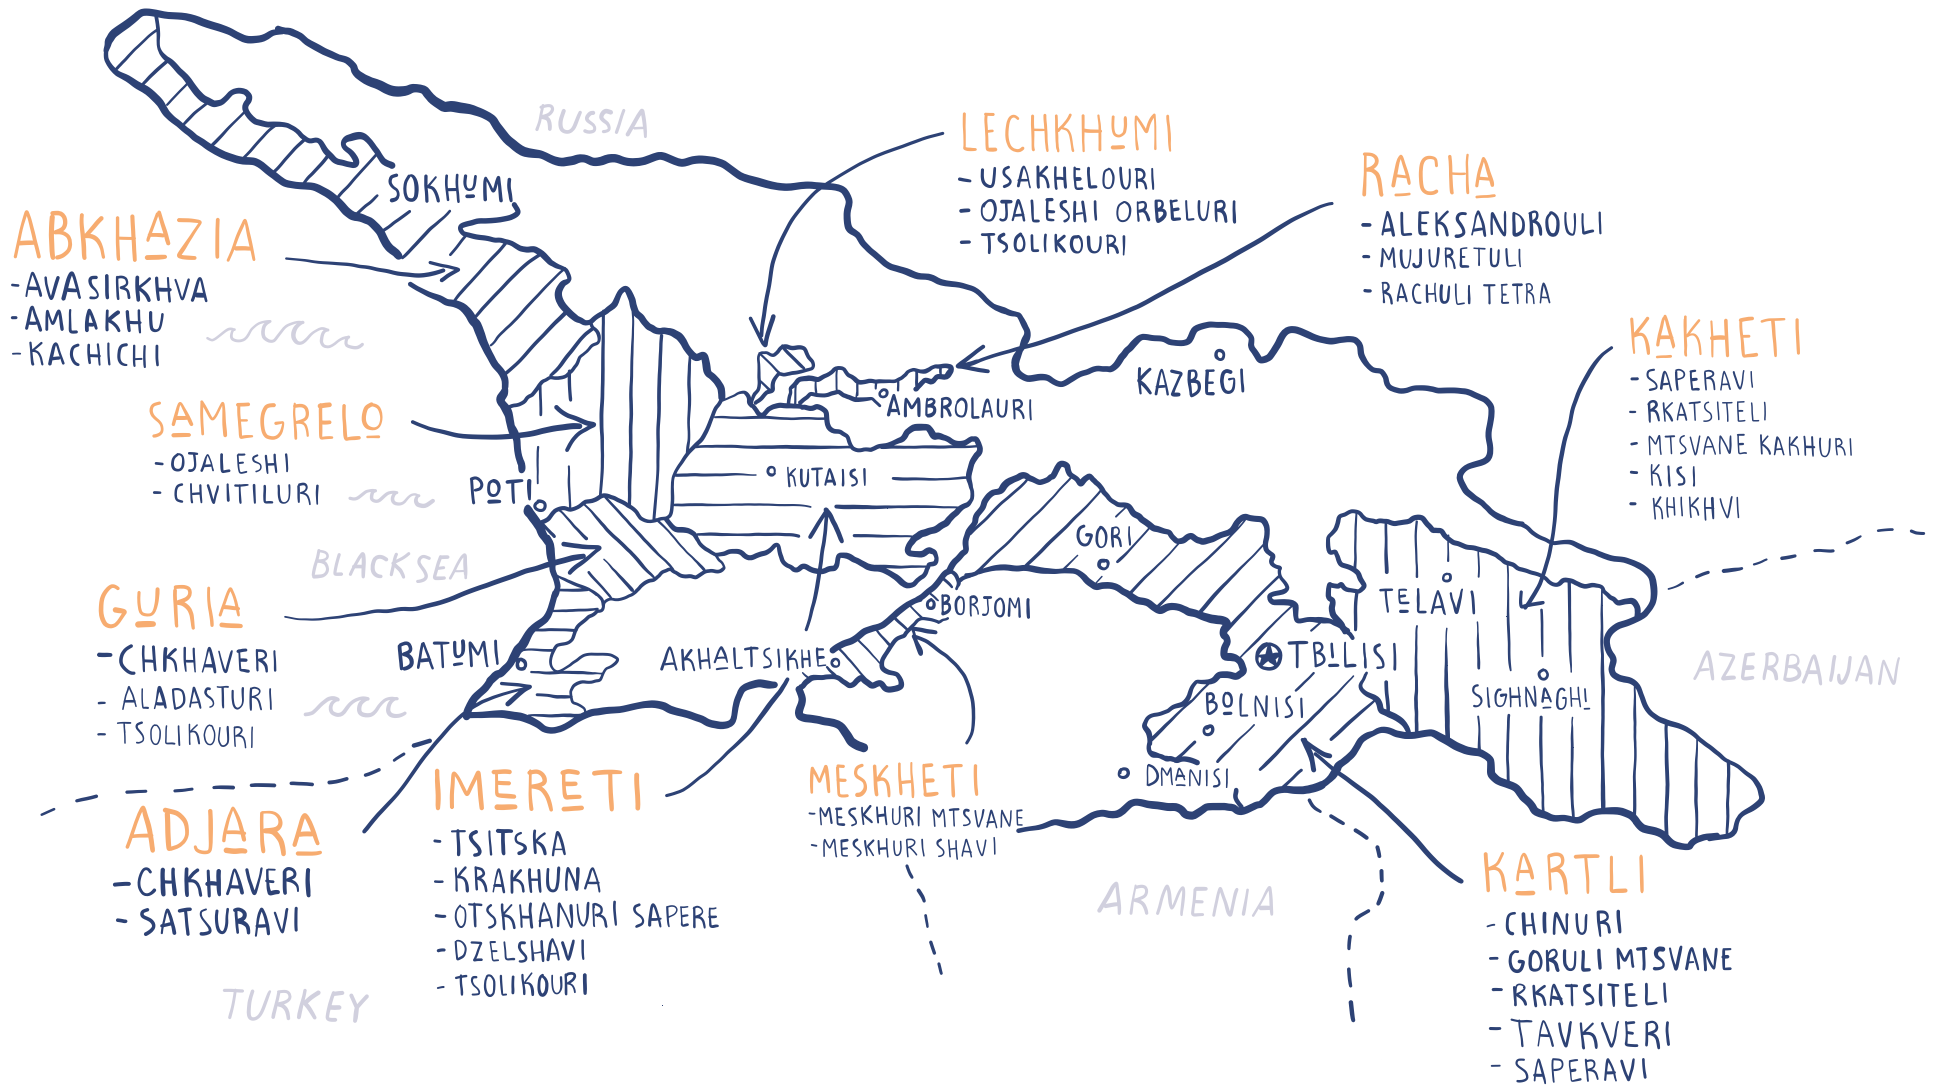 RUSSIA
LECHKHUMI
- USAKHELOURI
- OJALESHI ORBELURI
- TSOLIKOURI
RACHA
- ALEKSANDROULI
- MUJURETULI
- RACHULI TETRA
SOKHUMI
ABKHAZIA
- AVASIRKHVA
- AMLAKHU
- KACHICHI
KAKHETI
- SAPERAVI
- RKATSITELI
- MTSVANE KAKHURI
- KISI
- KHIKHVI
KAZBEGI
AMBROLAURI
SAMEGRELO
- OJALESHI
- CHVITILURI
POTI
KUTAISI
GORI
BLACK SEA
GURIA
- CHKHAVERI
- ALADASTURI
- TSOLIKOURI
BORJOMI
TELAVI
BATUMI
AKHALTSIKHE
TBILISI
AZERBAIJAN
SIGHNAGHI
BOLNISI
DMANISI
ADJARA
- CHKHAVERI
- SATSURAVI
IMERETI
- TSITSKA
- KRAKHUNA
- OTSKHANURI SAPERE
- DZELSHAVI
- TSOLIKOURI
MESKHETI
- MESKHURI MTSVANE
- MESKHURI SHAVI
ARMENIA
KARTLI
- CHINURI
- GORULI MTSVANE
- RKATSITELI
- TAVKVERI
- SAPERAVI
TURKEY